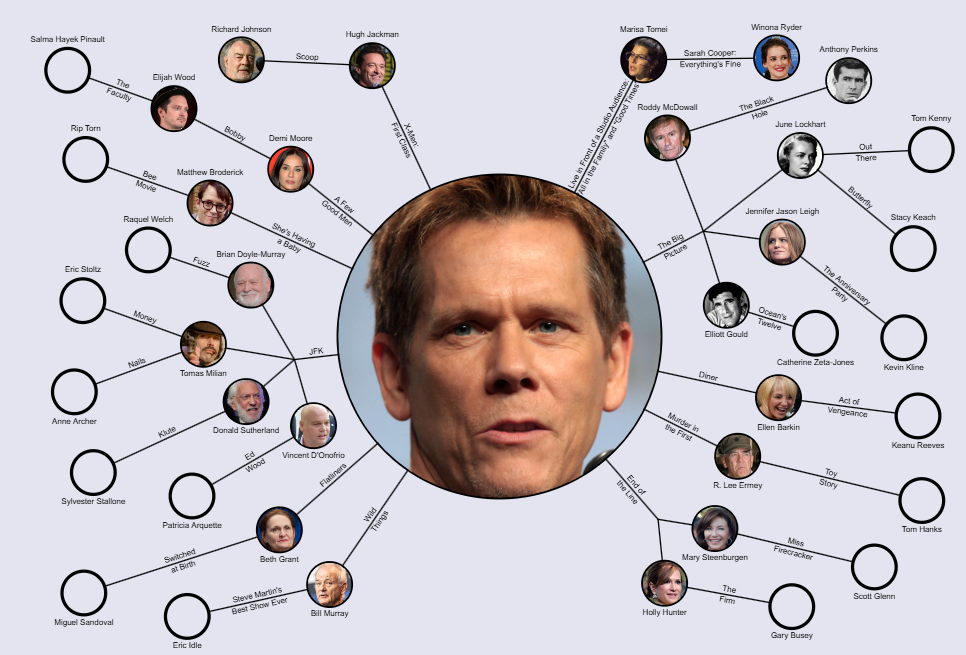 Richard Johnson
Scoop
Hugh Jackman
X-Men:
First Class
Salma Hayek Pinault
The
Faculty
Elijah Wood
Bobby
Demi Moore
A Few
Good Men
Rip Torn
Bee
Movie
Matthew Broderick
She's Having
a Baby
Raquel Welch
Fuzz
Brian Doyle-Murray
Eric Stoltz
Money
Tomas Milian
JFK
Nails
Anne Archer
Donald Sutherland
Klute
Sylvester Stallone
Vincent D'Onofrio
Ed
Wood
Patricia Arquette
Flatliners
Beth Grant
Switched
at Birth
Miguel Sandoval
Wild
Things
Bill Murray
Steve Martin's
Best Show Ever
Eric Idle
Marisa Tomei
Live in Front of a Studio Audience:
"All in the Family" and "Good Times"
Sarah Cooper:
Everything's Fine
Winona Ryder
Anthony Perkins
The Black
Hole
Roddy McDowall
June Lockhart
Out
There
Tom Kenny
Butterfly
Stacy Keach
The Big
Picture
Jennifer Jason Leigh
The Anniversary
Party
Kevin Kline
Elliott Gould
Ocean's
Twelve
Catherine Zeta-Jones
Diner
Ellen Barkin
Act of
Vengeance
Keanu Reeves
Murder in
the First
R. Lee Ermey
Toy
Story
Tom Hanks
End of
the Line
Mary Steenburgen
Miss
Firecracker
Scott Glenn
Holly Hunter
The
Firm
Gary Busey